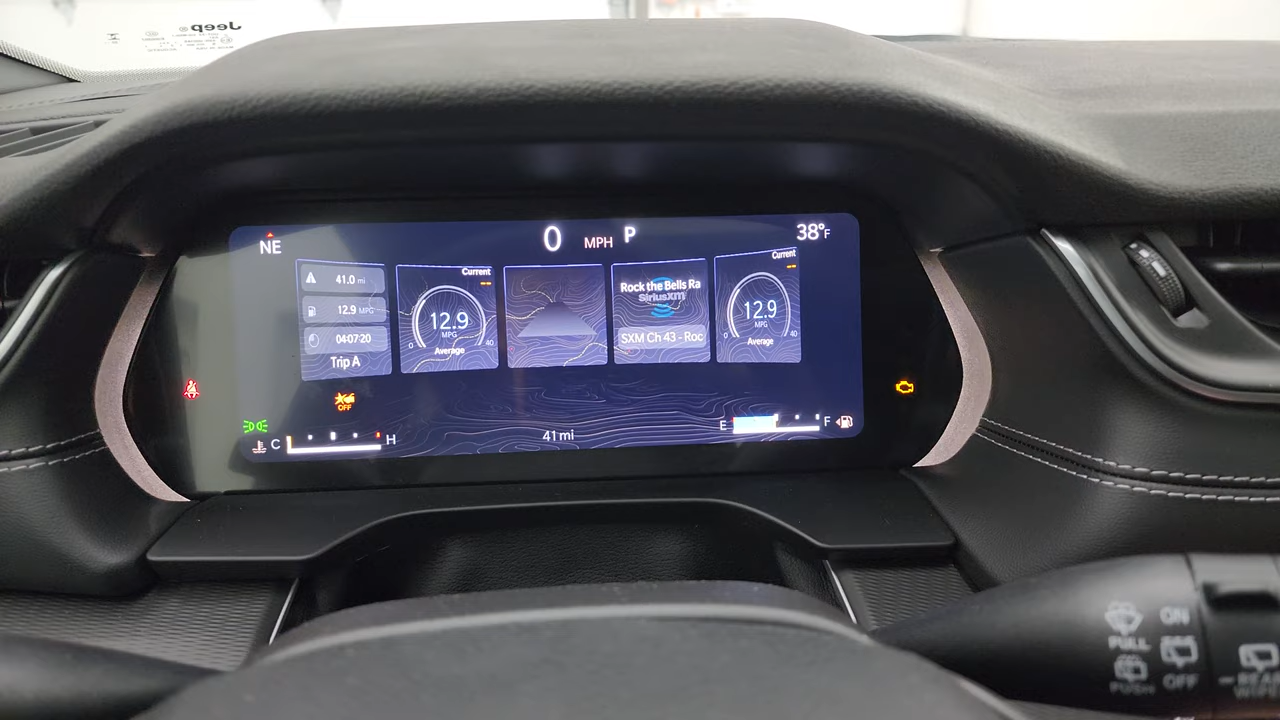 Jeep
NE
0 MPH P
38°F
41.0 mi
12.9 MPG
04:07:20
Trip A
Current
--
12.9
MPG
0 40
Average
Rock the Bells Ra
SiriusXM
SXM Ch 43 - Roc
Current
--
12.9
MPG
0 40
Average
OFF
C H
41 mi
E F
PULL
PUSH
ON
OFF
REAR